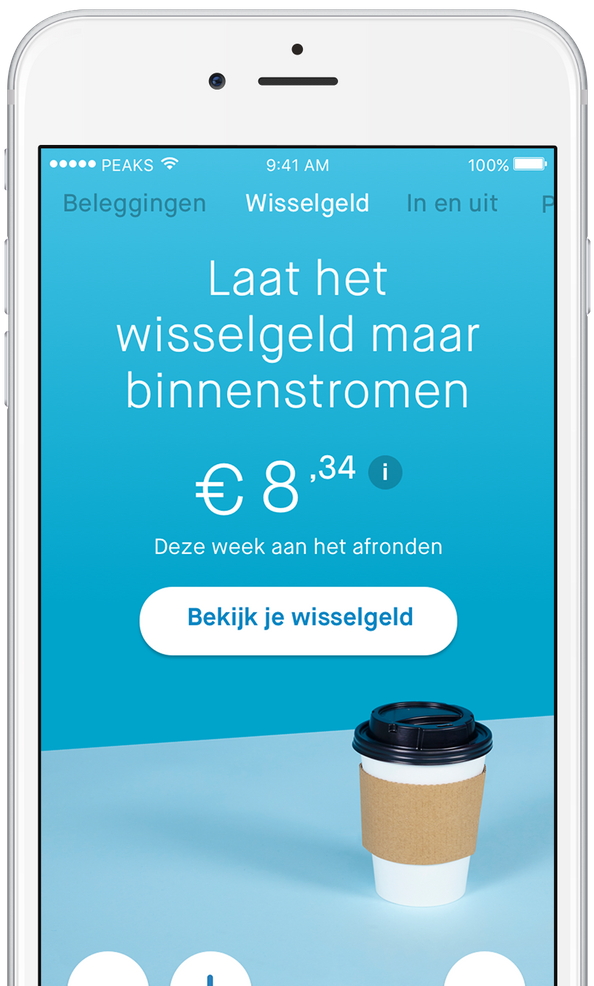 PEAKS 9:41 AM 100%
Beleggingen Wisselgeld In en uit P
Laat het
wisselgeld maar
binnenstromen
€ 8,34 i
Deze week aan het afronden
Bekijk je wisselgeld